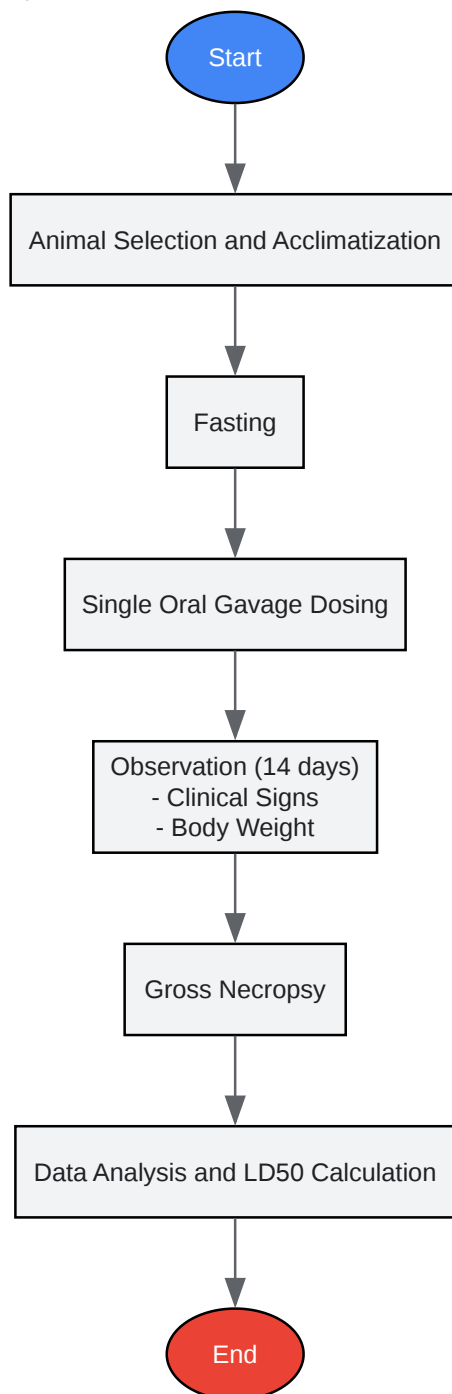 Start
Animal Selection and Acclimatization
Fasting
Single Oral Gavage Dosing
Observation (14 days)
- Clinical Signs
- Body Weight
Gross Necropsy
Data Analysis and LD50 Calculation
End